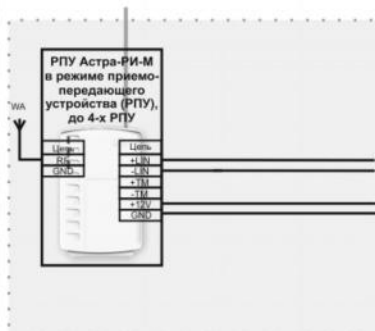 РПУ Астра-РИ-М
в режиме приемо-
передающего
устройства (РПУ),
до 4-х РПУ
WA
Цепь
RF
GND
Цепь
+LIN
-LIN
+TM
-TM
+12V
GND